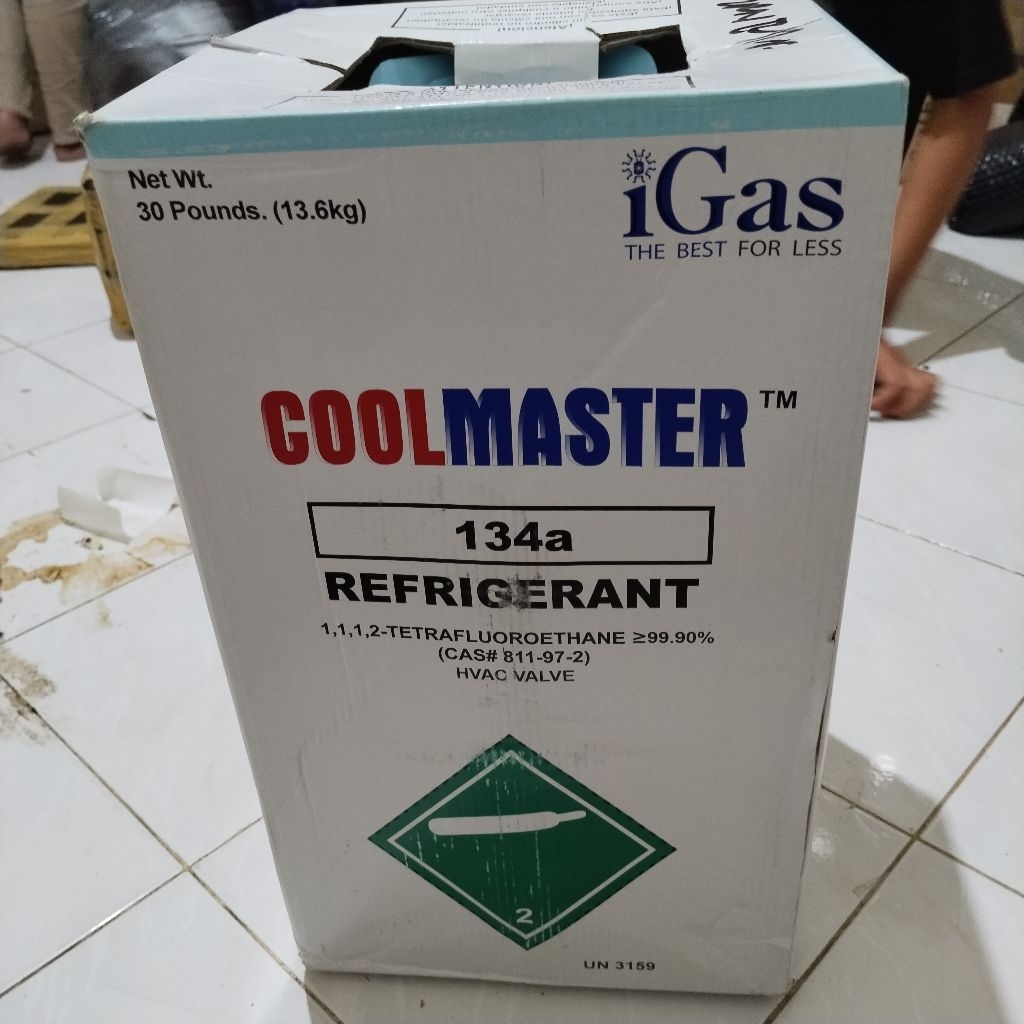 Net Wt.
30 Pounds. (13.6kg)
iGas
THE BEST FOR LESS
COOLMASTER™
134a
REFRIGERANT
1,1,1,2-TETRAFLUOROETHANE ≥99.90%
(CAS# 811-97-2)
HVAC VALVE
2
UN 3159